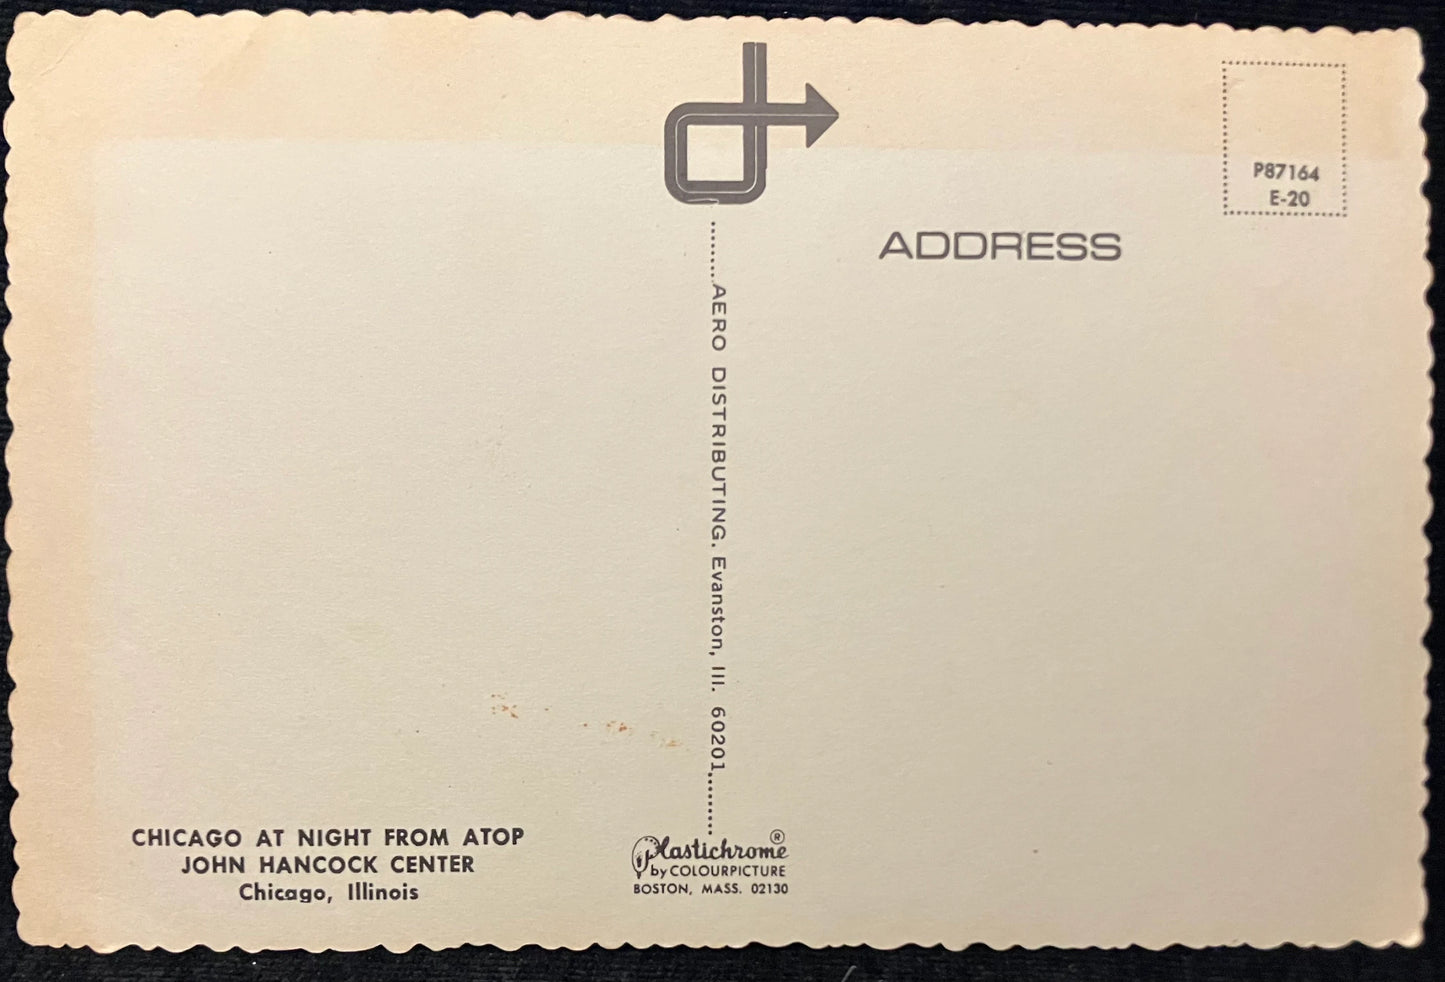 P87164
E-20
ADDRESS
AERO DISTRIBUTING. Evanston, Ill. 60201
CHICAGO AT NIGHT FROM ATOP
JOHN HANCOCK CENTER
Chicago, Illinois
Plastichrome®
by COLOURPICTURE
BOSTON, MASS. 02130